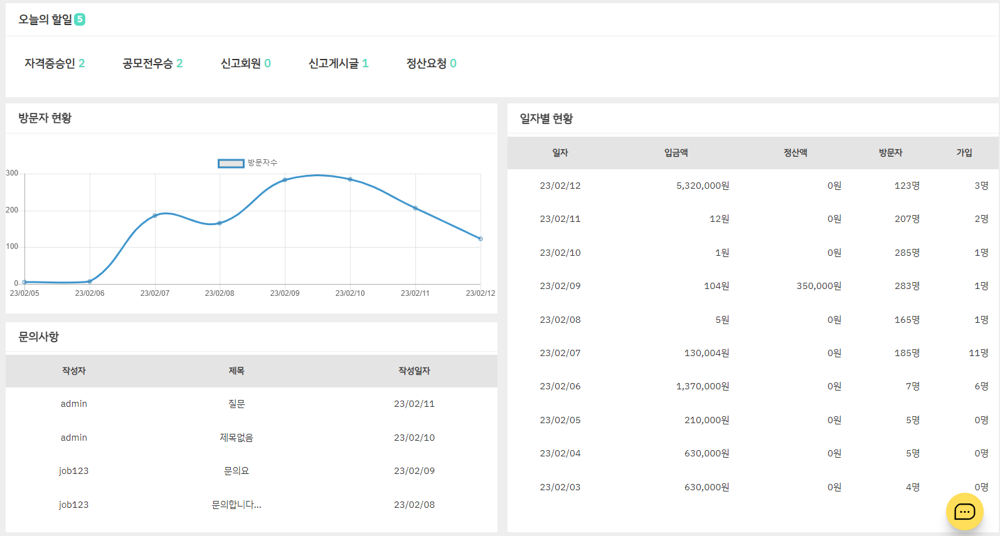 오늘의 할일 5
자격증승인 2 공모전우승 2 신고회원 0 신고게시글 1 정산요청 0
방문자 현황
방문자수
300
200
100
0
23/02/05 23/02/06 23/02/07 23/02/08 23/02/09 23/02/10 23/02/11 23/02/12
문의사항
작성자 제목 작성일자
admin 질문 23/02/11
admin 제목없음 23/02/10
job123 문의요 23/02/09
job123 문의합니다... 23/02/08
일자별 현황
일자 입금액 정산액 방문자 가입
23/02/12 5,320,000원 0원 123명 3명
23/02/11 12원 0원 207명 2명
23/02/10 1원 0원 285명 1명
23/02/09 104원 350,000원 283명 1명
23/02/08 5원 0원 165명 1명
23/02/07 130,004원 0원 185명 11명
23/02/06 1,370,000원 0원 7명 6명
23/02/05 210,000원 0원 5명 0명
23/02/04 630,000원 0원 5명 0명
23/02/03 630,000원 0원 4명 0명